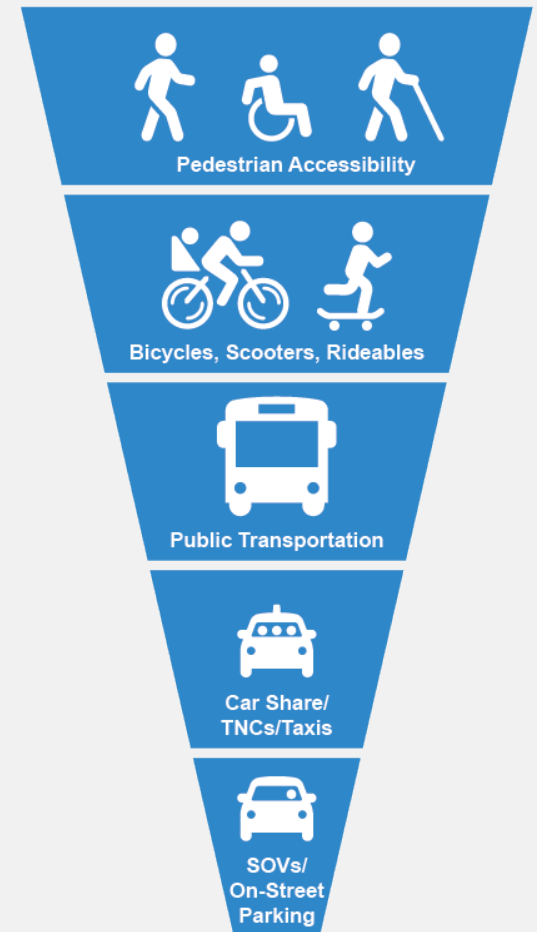 Pedestrian Accessibility
Bicycles, Scooters, Rideables
Public Transportation
Car Share/
TNCs/Taxis
SOVs/
On-Street
Parking